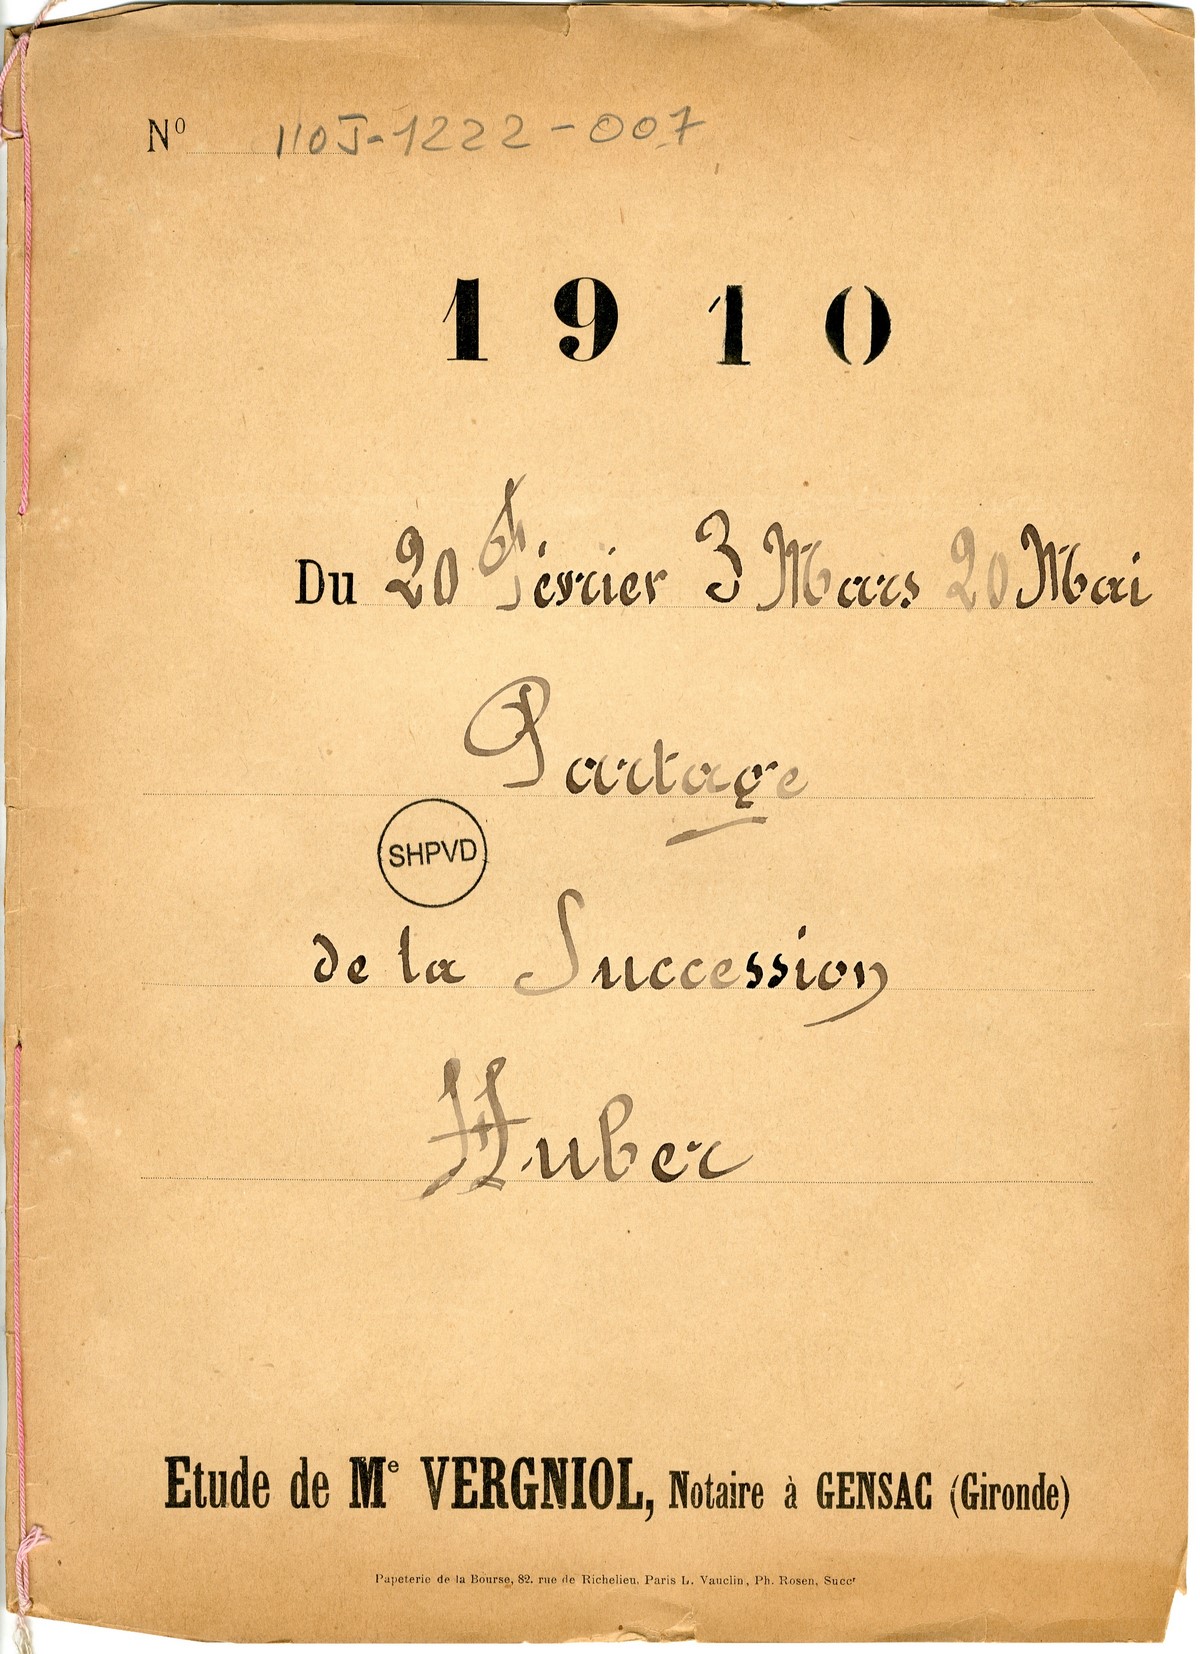 Nº 110J-1222-007
1910
Du 20 Février 3 Mars 20 Mai
Partage
SHPVD
de la Succession
Huber
Etude de Me VERGNIOL, Notaire à GENSAC (Gironde)
Papeterie de la Bourse, 82. rue de Richelieu. Paris L. Vauclin, Ph. Rosen, Succr